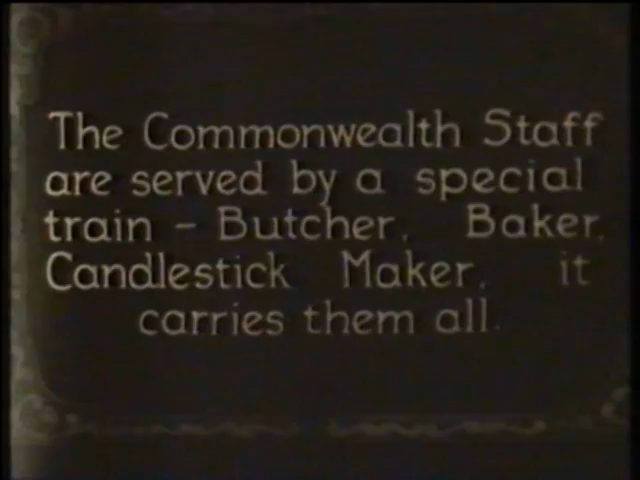 The Commonwealth Staff
are served by a special
train - Butcher, Baker,
Candlestick Maker, it
carries them all.